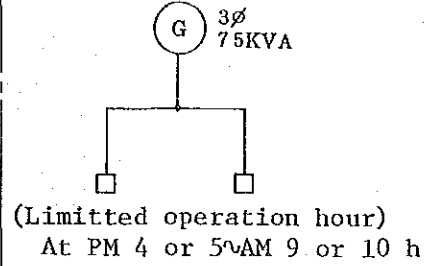 G
3ø
75KVA
(Limitted operation hour)
At PM 4 or 5~AM 9 or 10 h